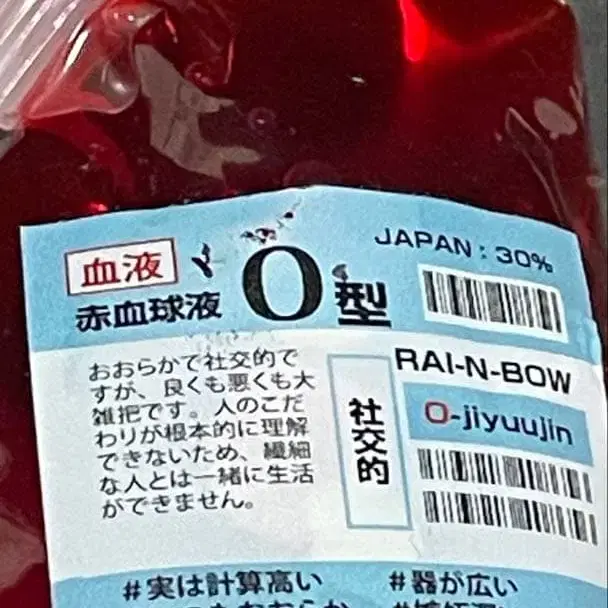 血液
赤血球液
O型
JAPAN : 30%
RAI-N-BOW
O-jiyuujin
社交的
おおらかで社交的で
すが、良くも悪くも大
雑把です。人のこだ
わりが根本的に理解
できないため、繊細
な人とは一緒に生活
ができません。
#実は計算高い
#器が広い